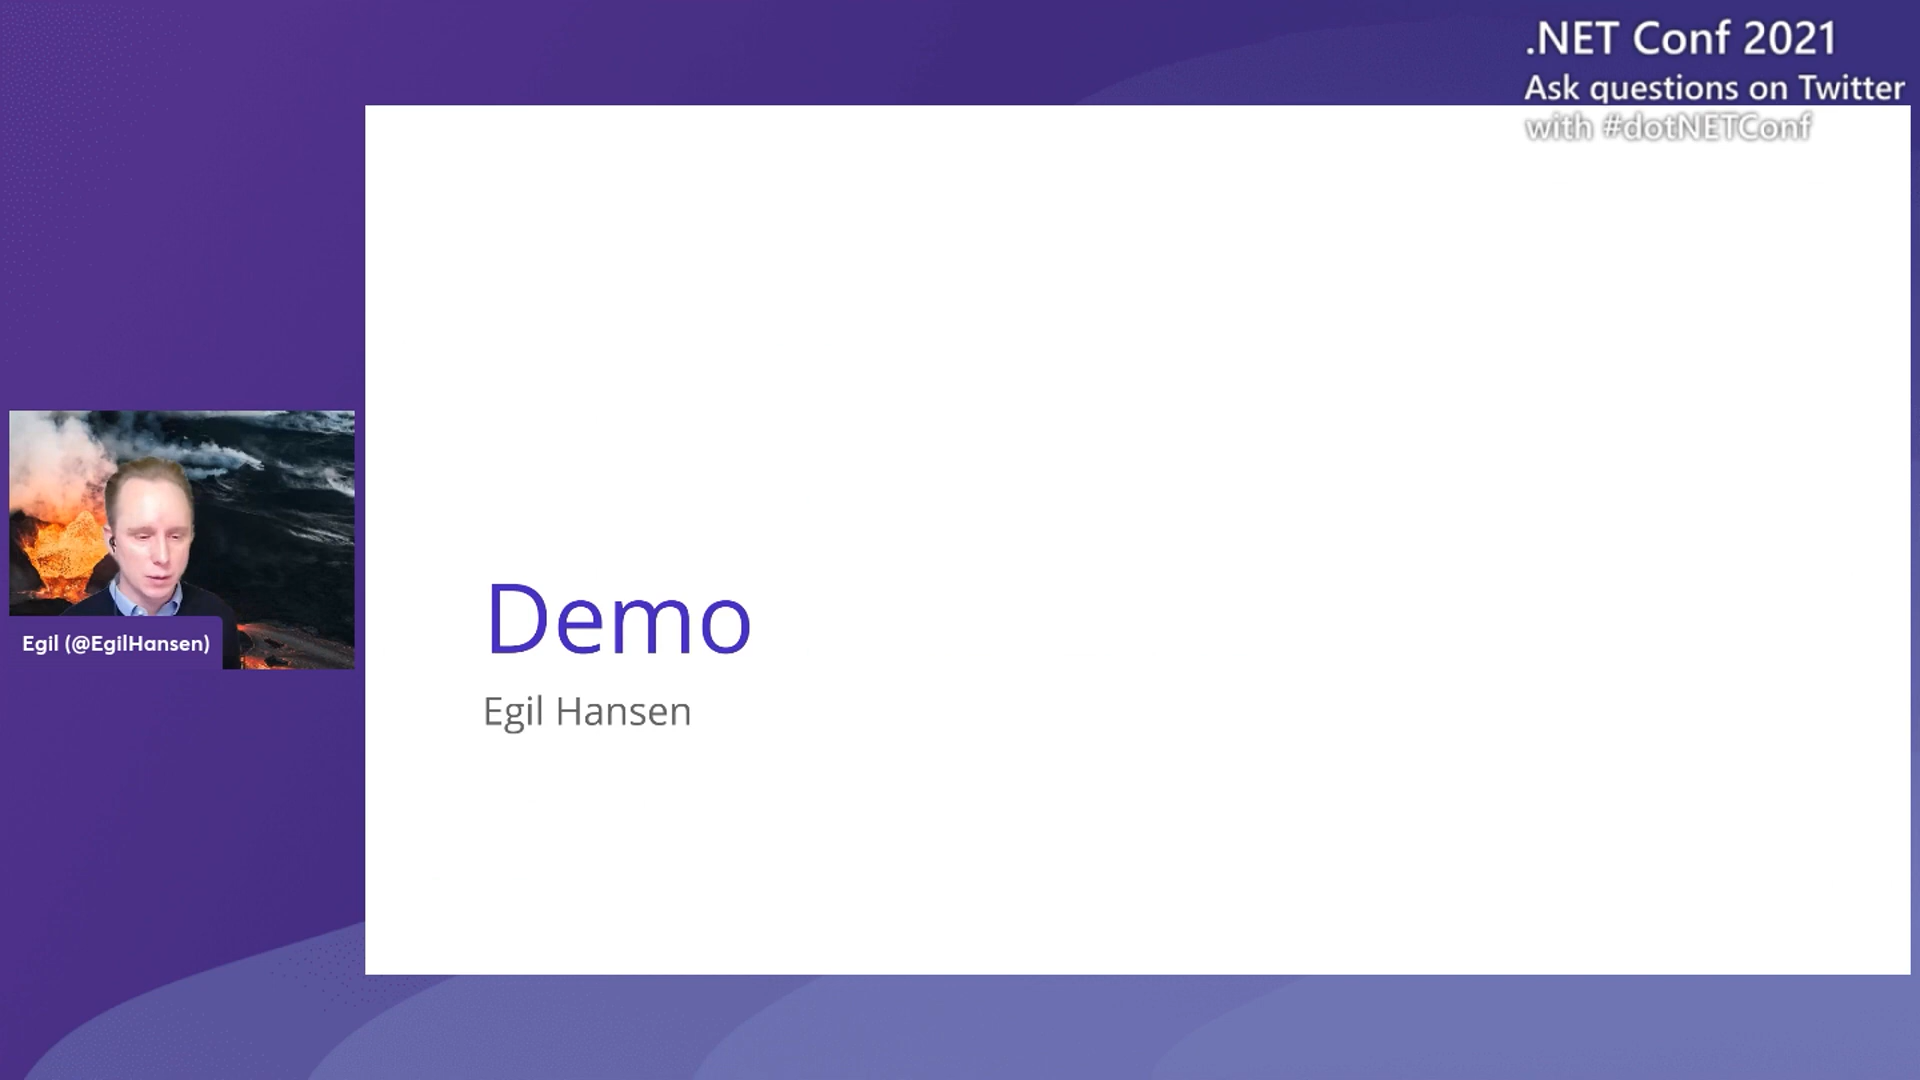 .NET Conf 2021
Ask questions on Twitter
with #dotNETConf
Demo
Egil Hansen
Egil (@EgilHansen)